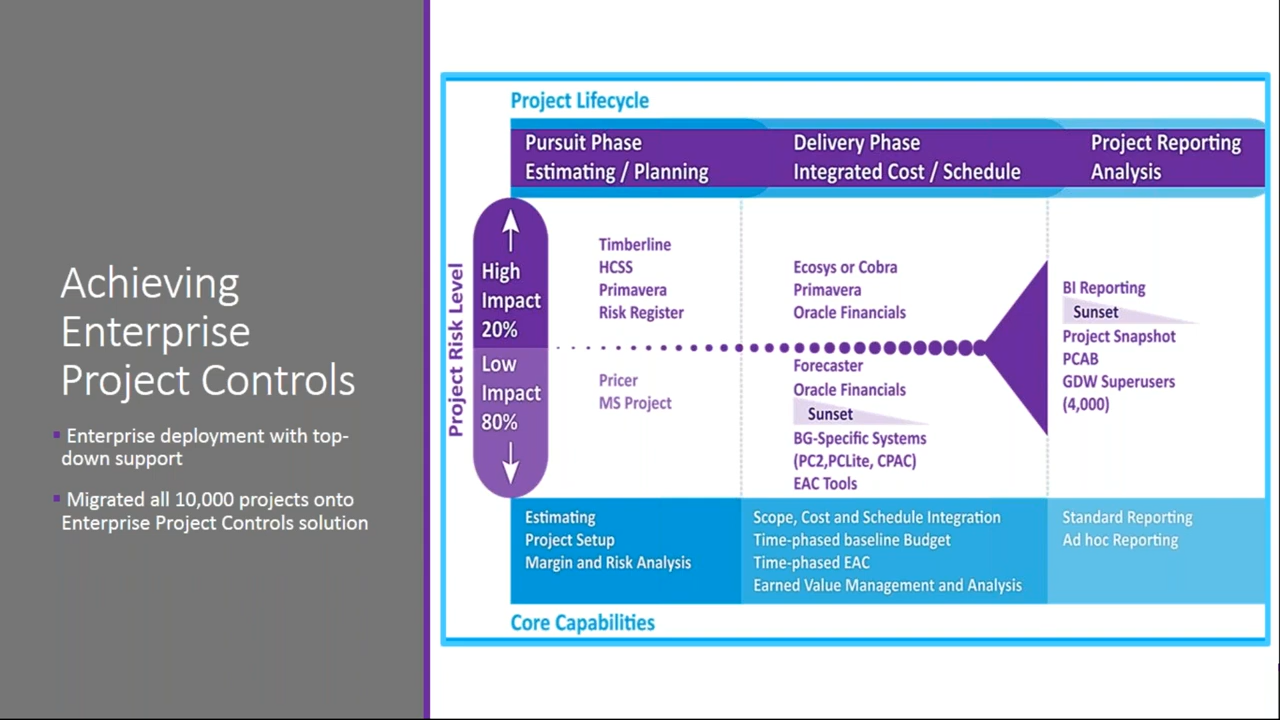 Achieving
Enterprise
Project Controls
Enterprise deployment with top-
down support
Migrated all 10,000 projects onto
Enterprise Project Controls solution
Project Lifecycle
Pursuit Phase
Estimating / Planning
Delivery Phase
Integrated Cost / Schedule
Project Reporting
Analysis
Project Risk Level
High
Impact
20%
Low
Impact
80%
Timberline
HCSS
Primavera
Risk Register
Pricer
MS Project
Ecosys or Cobra
Primavera
Oracle Financials
Forecaster
Oracle Financials
Sunset
BG-Specific Systems
(PC2,PCLite, CPAC)
EAC Tools
BI Reporting
Sunset
Project Snapshot
PCAB
GDW Superusers
(4,000)
Estimating
Project Setup
Margin and Risk Analysis
Scope, Cost and Schedule Integration
Time-phased baseline Budget
Time-phased EAC
Earned Value Management and Analysis
Standard Reporting
Ad hoc Reporting
Core Capabilities